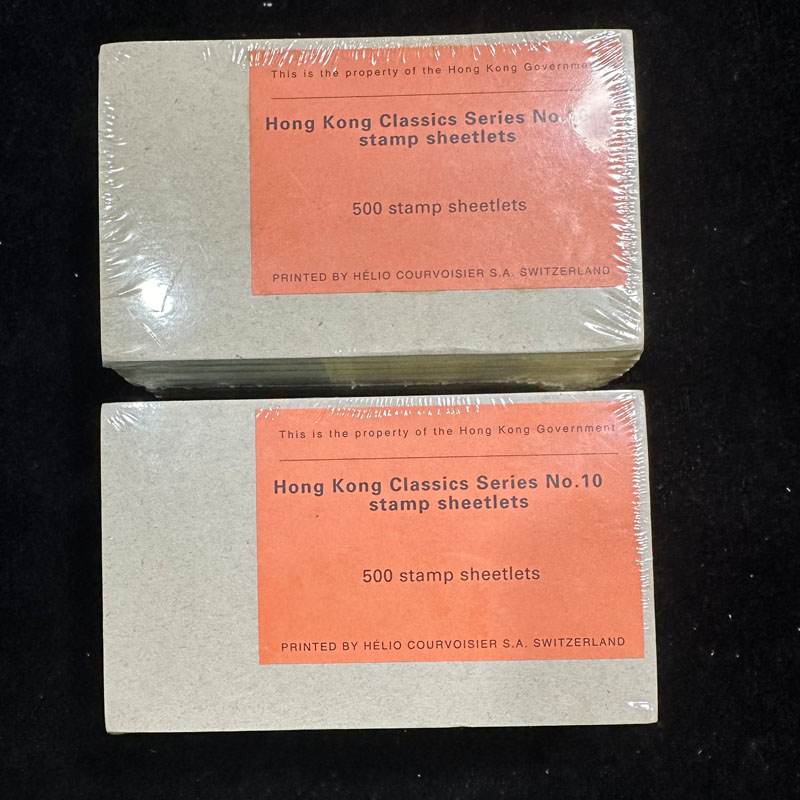 This is the property of the Hong Kong Governme
Hong Kong Classics Series No.
stamp sheetlets
500 stamp sheetlets
PRINTED BY HÉLIO COURVOISIER S.A. SWITZERLAND
This is the property of the Hong Kong Government
Hong Kong Classics Series No.10
stamp sheetlets
500 stamp sheetlets
PRINTED BY HÉLIO COURVOISIER S.A. SWITZERLAND